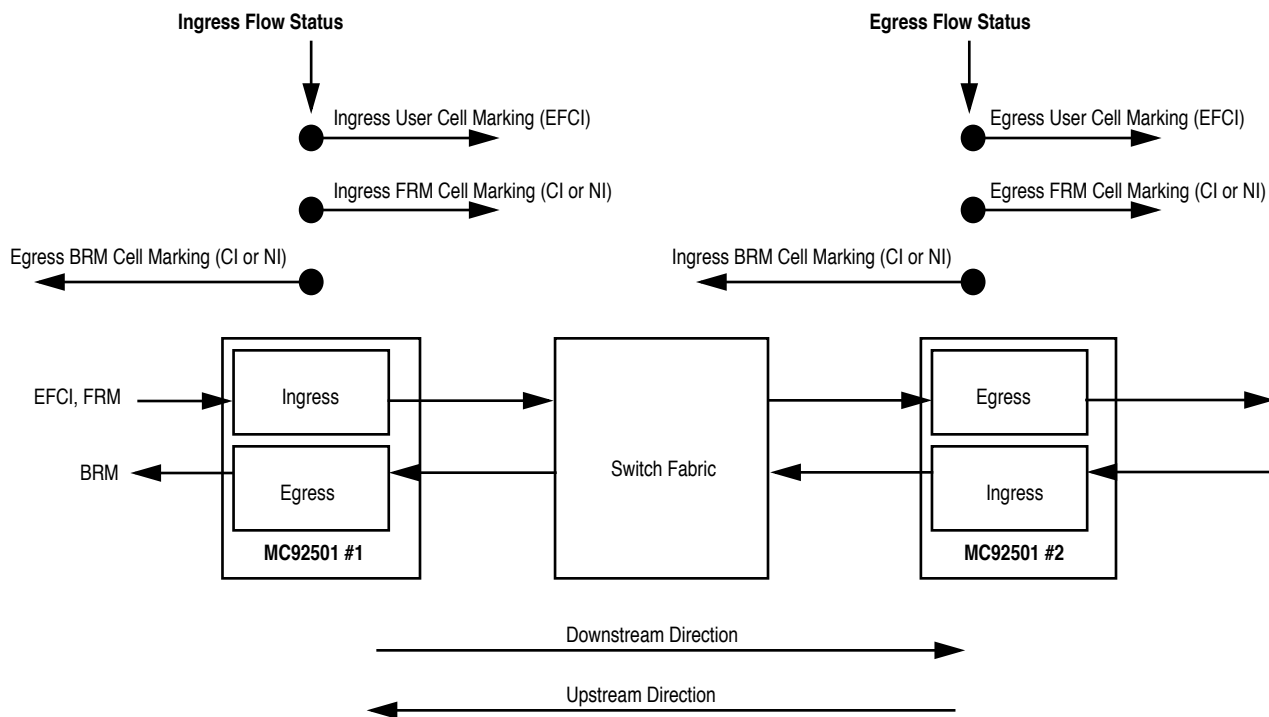 Ingress Flow Status
Egress Flow Status
Ingress User Cell Marking (EFCI)
Egress User Cell Marking (EFCI)
Ingress FRM Cell Marking (CI or NI)
Egress FRM Cell Marking (CI or NI)
Egress BRM Cell Marking (CI or NI)
Ingress BRM Cell Marking (CI or NI)
EFCI, FRM
Ingress
Egress
BRM
Egress
Switch Fabric
Ingress
MC92501 #1
MC92501 #2
Downstream Direction
Upstream Direction